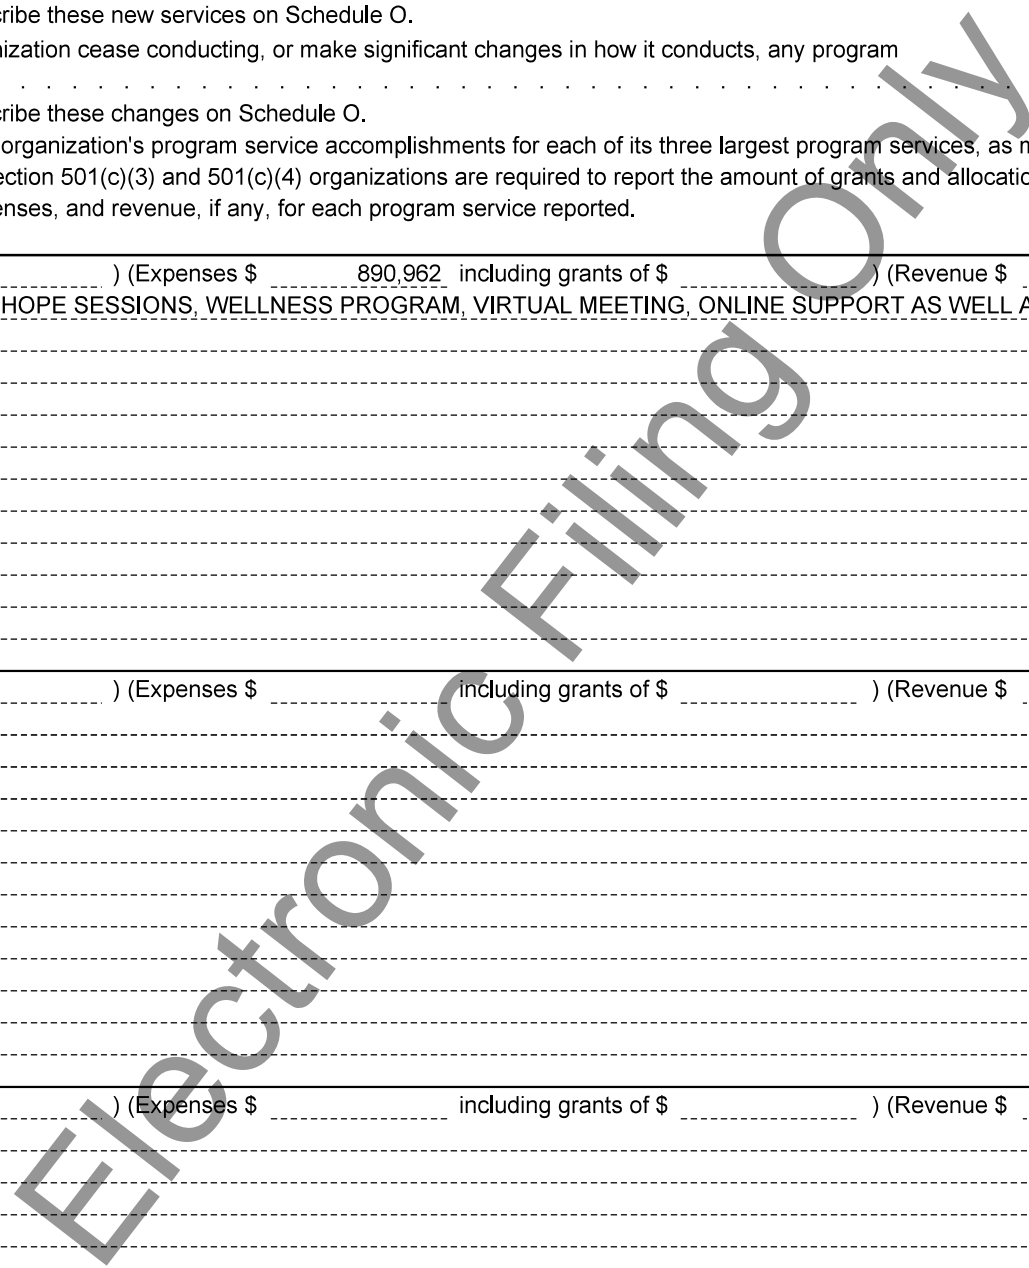 cribe these new services on Schedule O.
nization cease conducting, or make significant changes in how it conducts, any program
cribe these changes on Schedule O.
organization's program service accomplishments for each of its three largest program services, as m
ection 501(c)(3) and 501(c)(4) organizations are required to report the amount of grants and allocatio
enses, and revenue, if any, for each program service reported.
) (Expenses $ 890,962 including grants of $ ) (Revenue $
HOPE SESSIONS, WELLNESS PROGRAM, VIRTUAL MEETING, ONLINE SUPPORT AS WELL A
) (Expenses $ including grants of $ ) (Revenue $
) (Expenses $ including grants of $ ) (Revenue $
Electronic Filing Only